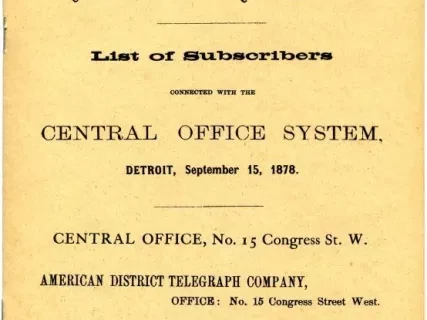 List of Subscribers
CONNECTED WITH THE
CENTRAL OFFICE SYSTEM,
DETROIT, September 15, 1878.
CENTRAL OFFICE, No. 15 Congress St. W.
AMERICAN DISTRICT TELEGRAPH COMPANY,
OFFICE: No. 15 Congress Street West.